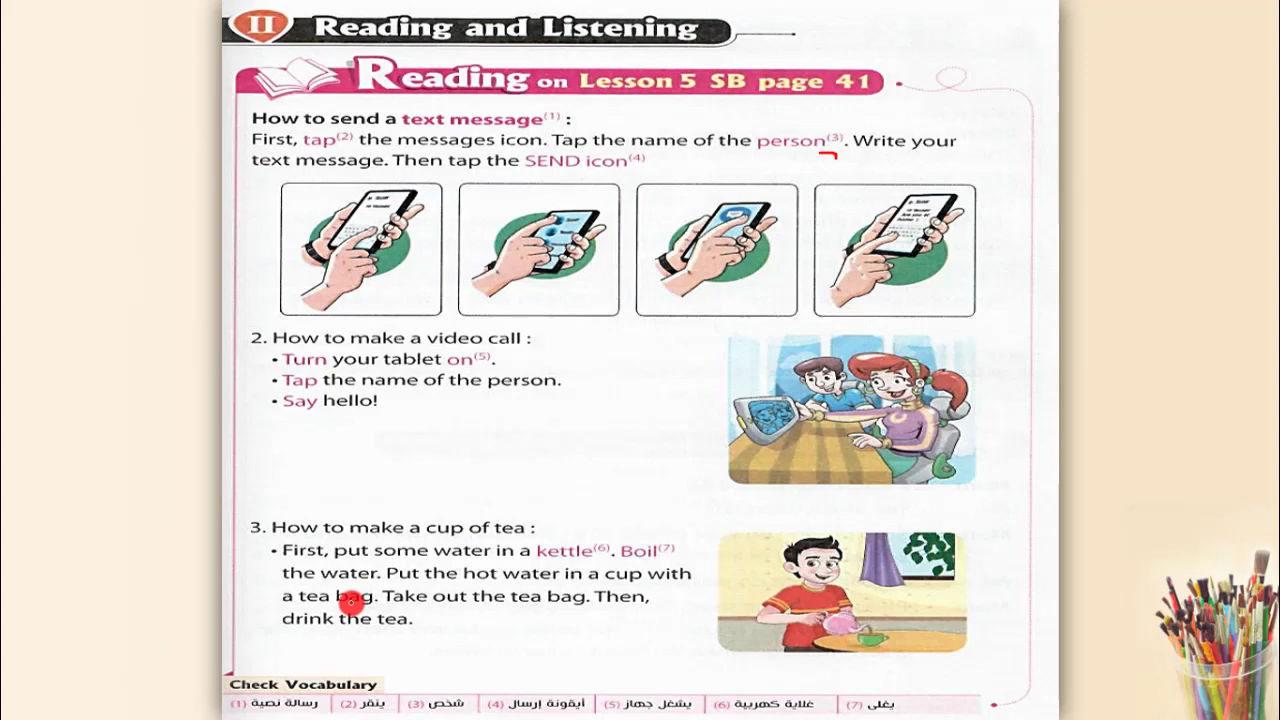 II Reading and Listening
Reading on Lesson 5 SB page 41
How to send a text message(1) :
First, tap(2) the messages icon. Tap the name of the person(3). Write your
text message. Then tap the SEND icon(4)
2. How to make a video call :
• Turn your tablet on(5).
• Tap the name of the person.
• Say hello!
3. How to make a cup of tea :
• First, put some water in a kettle(6). Boil(7)
the water. Put the hot water in a cup with
a tea bag. Take out the tea bag. Then,
drink the tea.
Check Vocabulary
(1) رسالة نصية (2) ينقر (3) شخص (4) أيقونة إرسال (5) يشغل جهاز (6) غلاية كهربية (7) يغلى